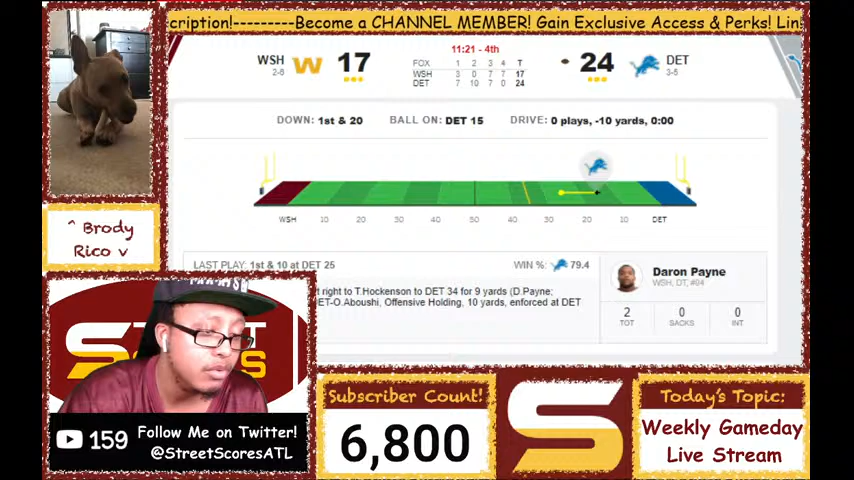 cription!---------Become a CHANNEL MEMBER! Gain Exclusive Access & Perks! Lin
WSH
2-6
W
17
11:21 - 4th
FOX 1 2 3 4 T
WSH 3 0 7 7 17
DET 7 10 7 0 24
24
DET
3-5
DOWN: 1st & 20
BALL ON: DET 15
DRIVE: 0 plays, -10 yards, 0:00
WSH 10 20 30 40 50 40 30 20 10 DET
LAST PLAY: 1st & 10 at DET 25
WIN %: 79.4
t right to T.Hockenson to DET 34 for 9 yards (D.Payne;
ET-O.Aboushi, Offensive Holding, 10 yards, enforced at DET
Daron Payne
WSH, DT, #94
2 0 0
TOT SACKS INT
^ Brody
Rico v
159
Follow Me on Twitter!
@StreetScoresATL
Subscriber Count!
6,800
S
Today's Topic:
Weekly Gameday
Live Stream